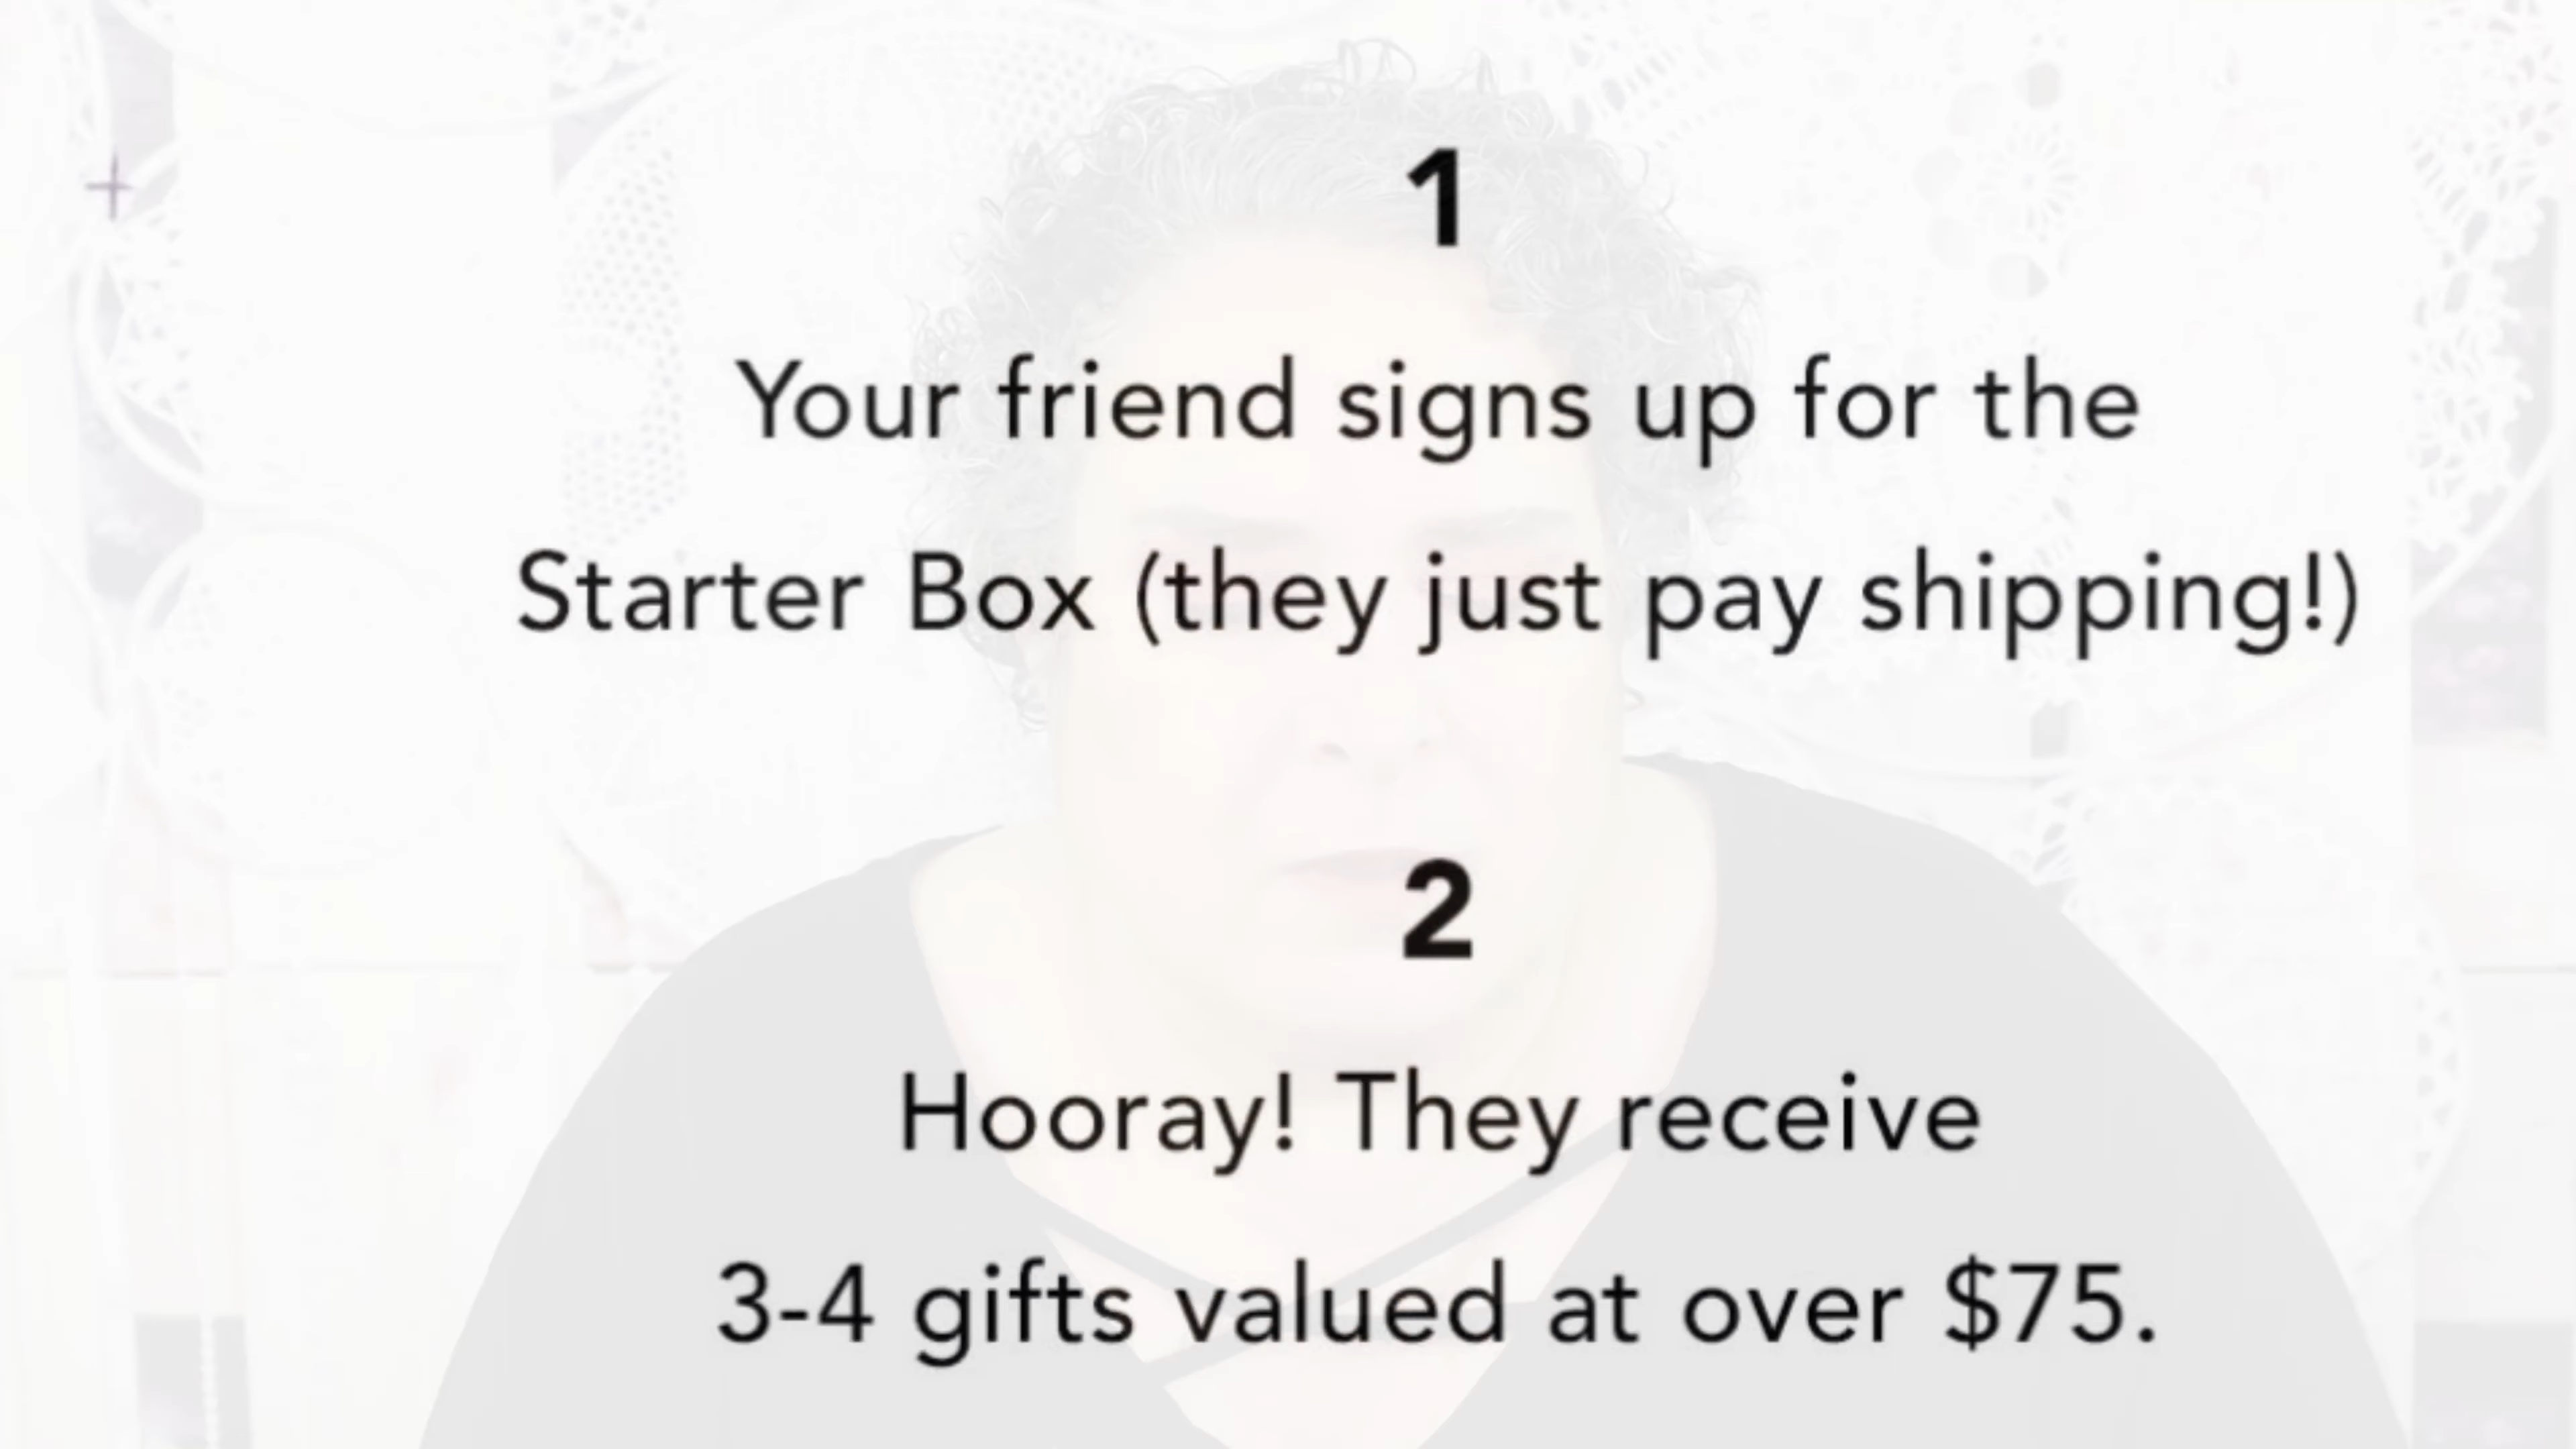 1
Your friend signs up for the
Starter Box (they just pay shipping!)
2
Hooray! They receive
3-4 gifts valued at over $75.